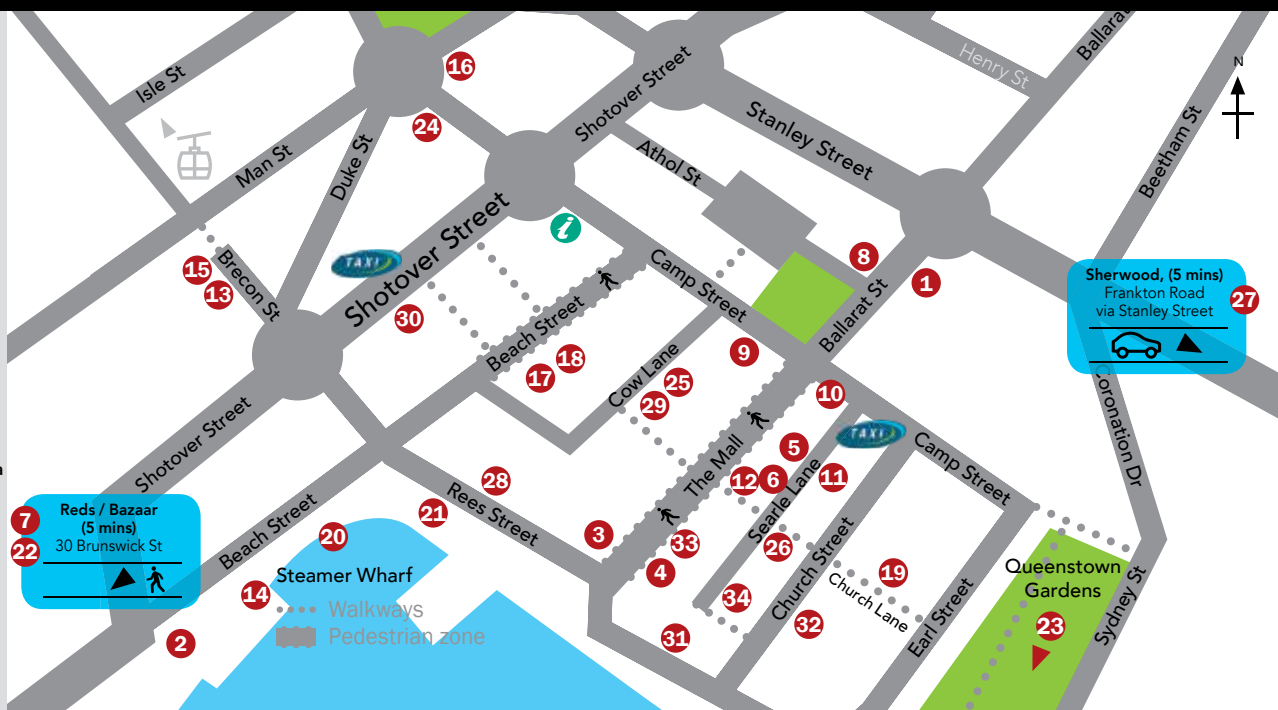 Isle St
16
Shotover Street
Henry St
Ballarat
N
24
Stanley Street
Man St
Duke St
Athol St
Beetham St
i
15
13
Brecon St
TAXI
Shotover Street
30
Camp Street
8
1
Ballarat St
Sherwood, (5 mins)
Frankton Road
via Stanley Street
27
Beach Street
17
18
Cow Lane
25
29
9
10
Coronation Dr
Shotover Street
TAXI
Camp Street
The Mall
5
12
6
11
Searle Lane
7
22
Reds / Bazaar
(5 mins)
30 Brunswick St
Beach Street
28
21
Rees Street
20
3
33
4
26
Church Street
19
Church Lane
Earl Street
Queenstown
Gardens
23
Sydney St
Steamer Wharf
14
Walkways
Pedestrian zone
2
34
31
32